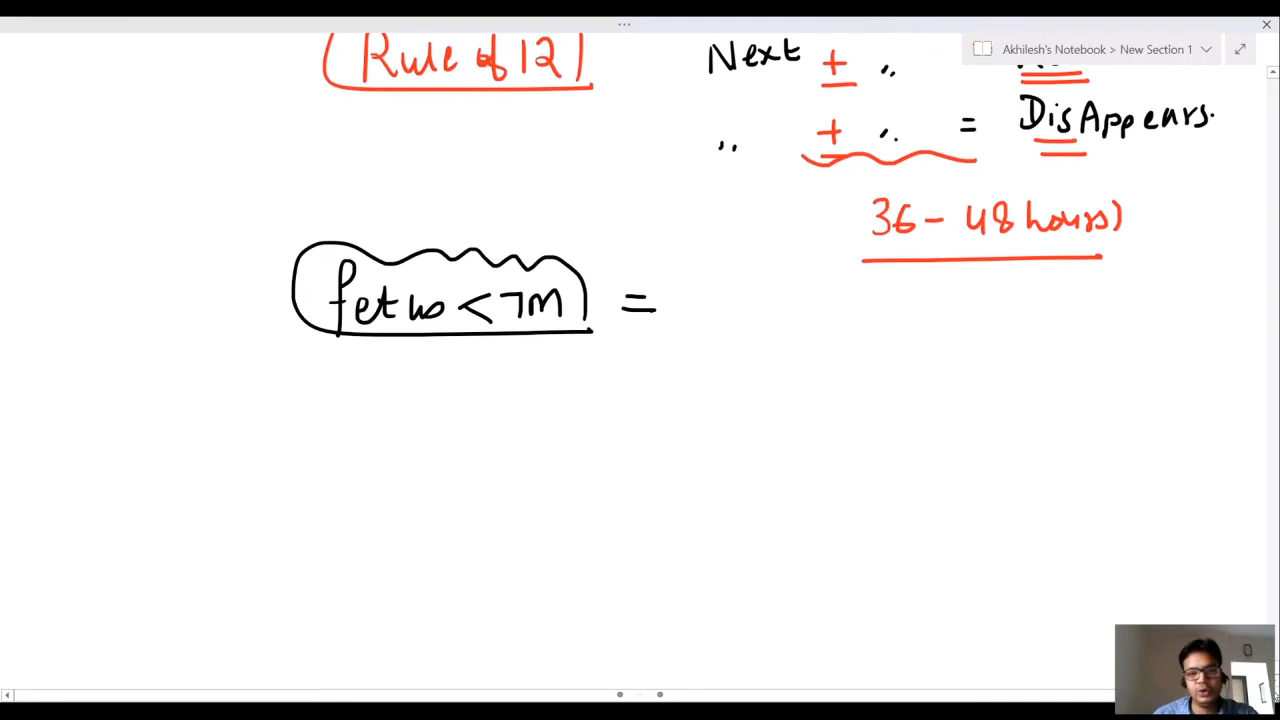 Akhilesh's Notebook > New Section 1
(Rule of 12)
Next + ,,
,, + ,, = DisAppears.
36 - 48 hours)
fetus < 7M =